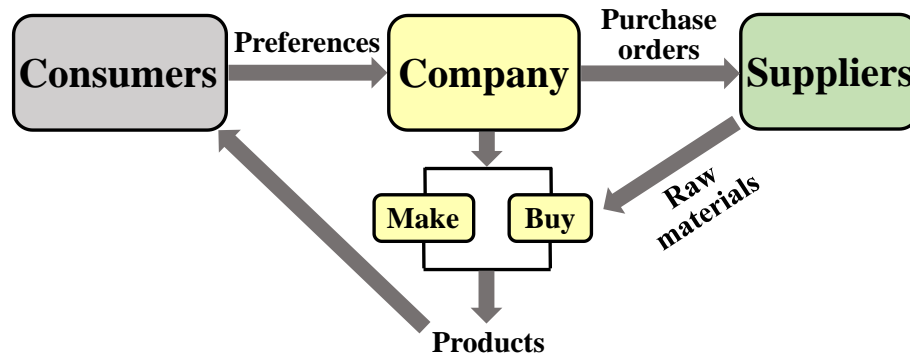 Preferences
Purchase
orders
Consumers
Company
Suppliers
Make
Buy
Raw
materials
Products